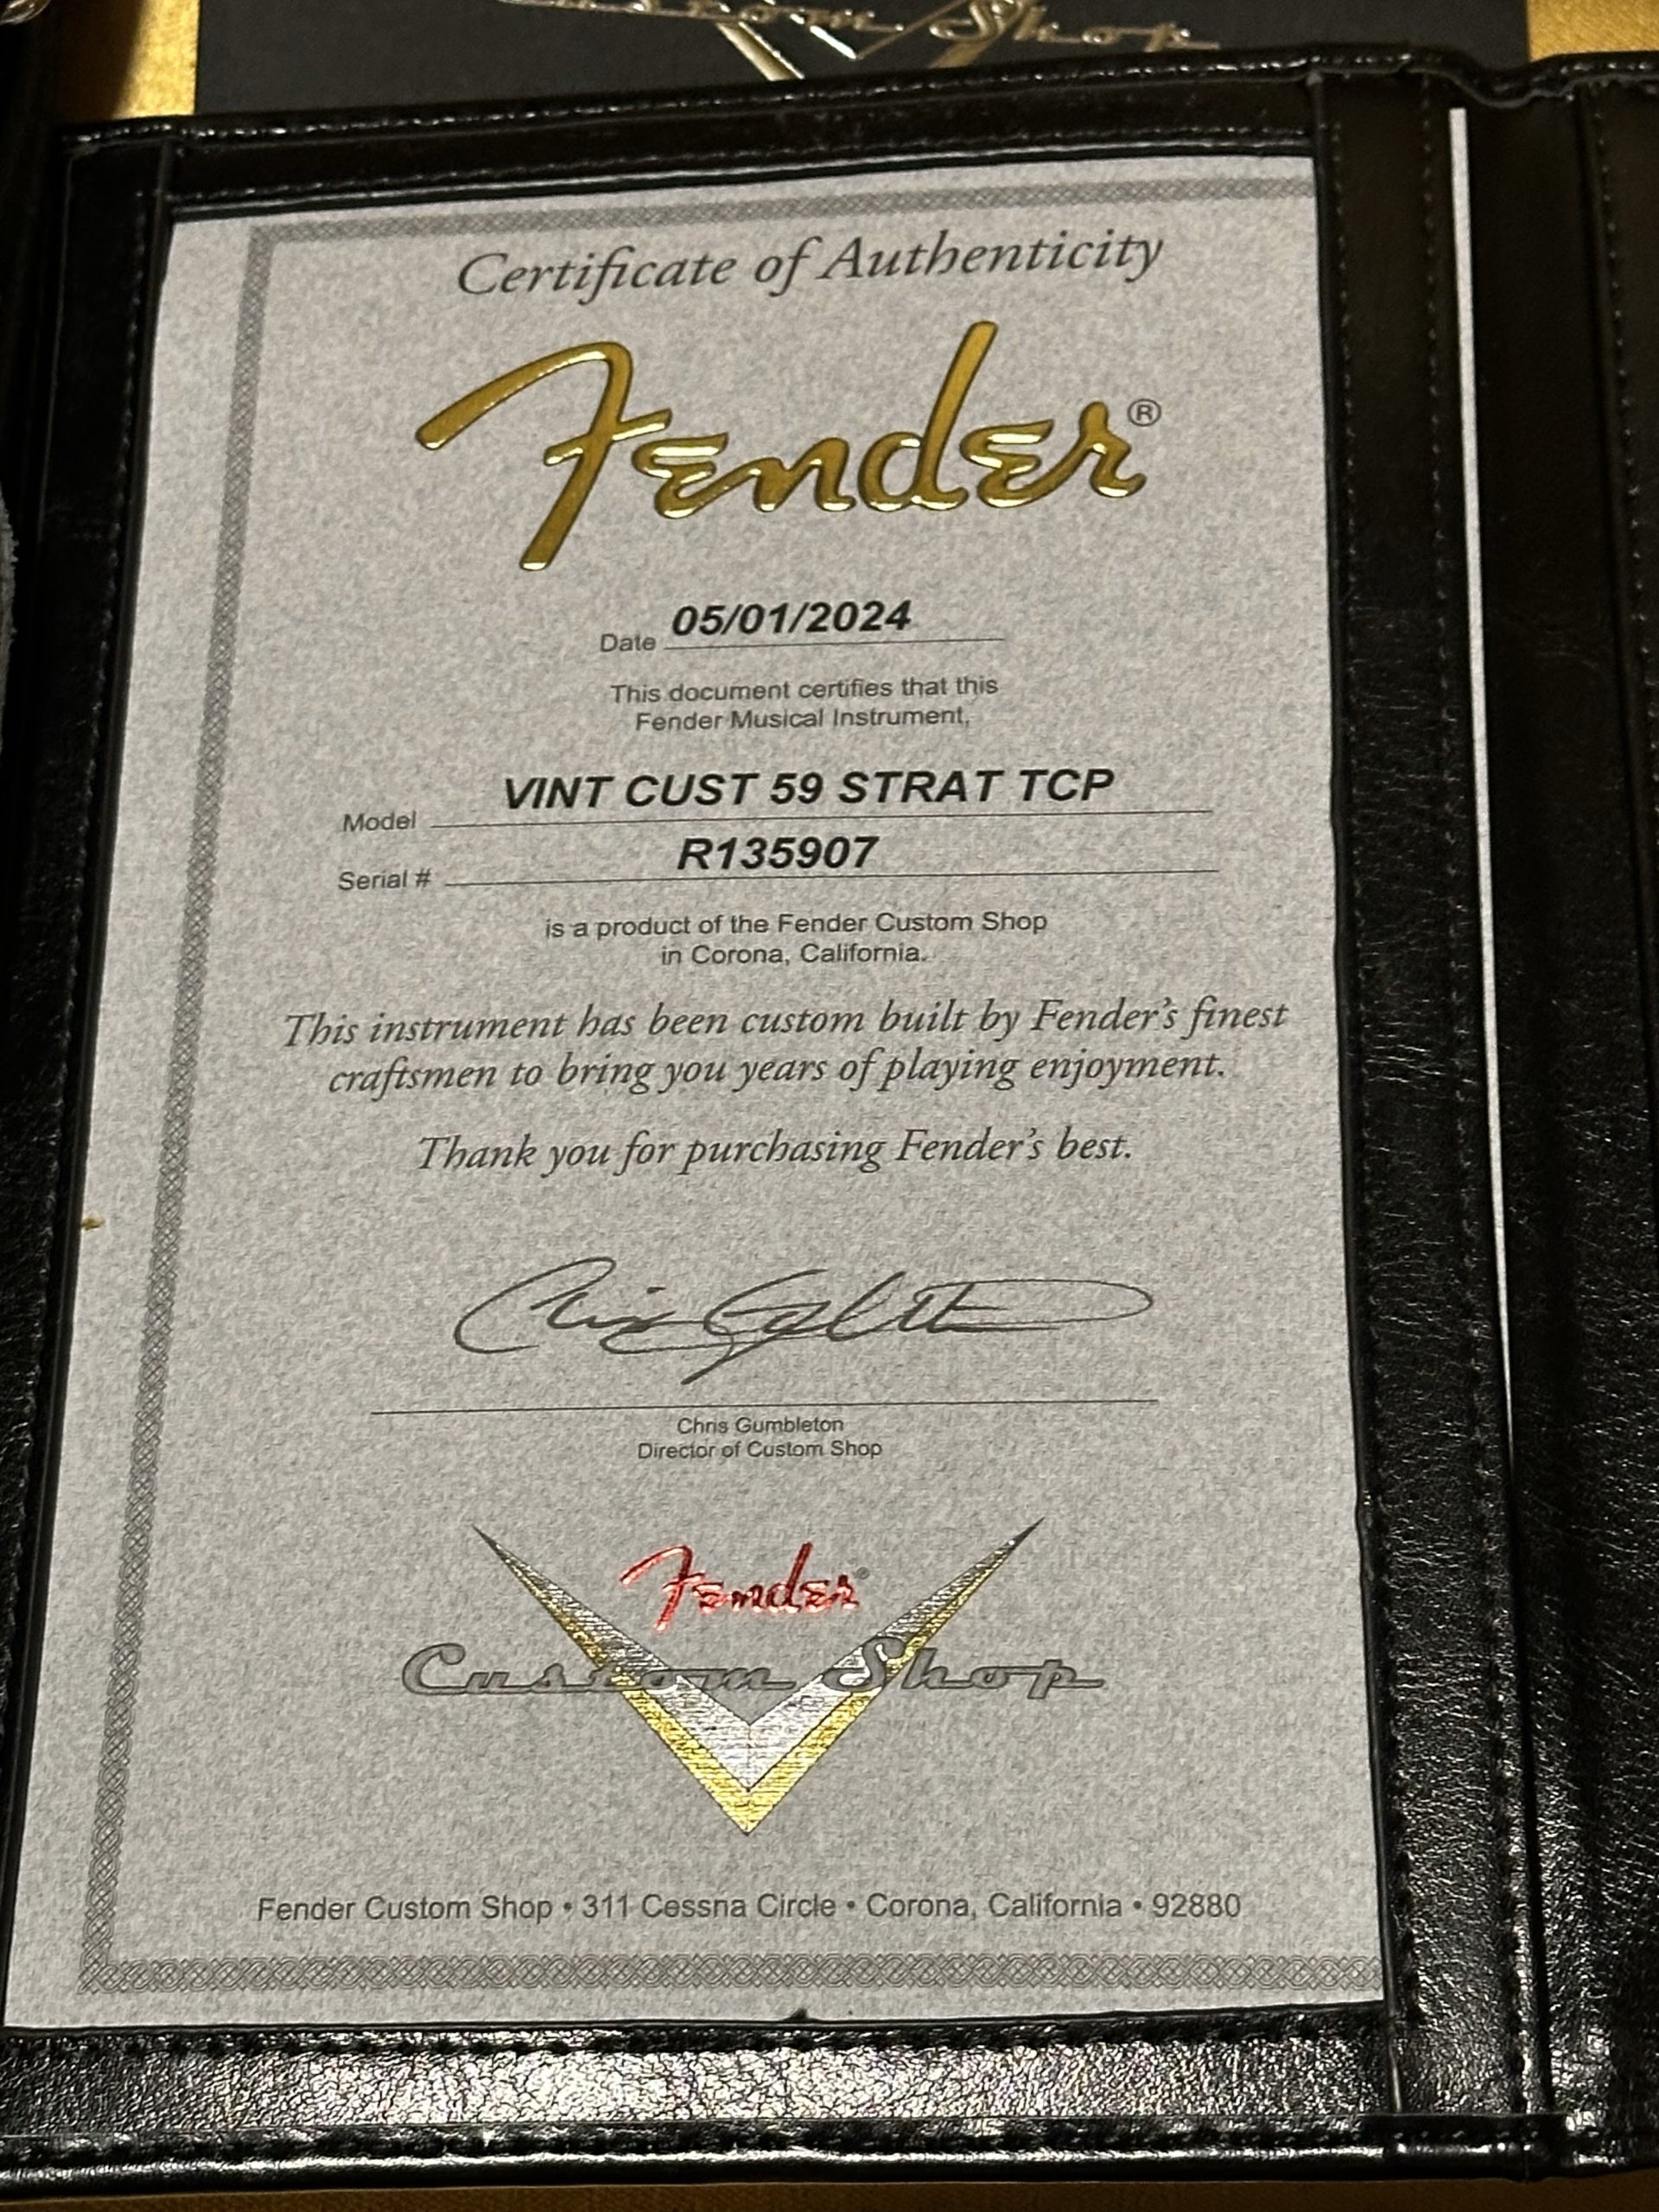 Custom Shop
Certificate of Authenticity
Fender®
Date 05/01/2024
This document certifies that this
Fender Musical Instrument,
Model VINT CUST 59 STRAT TCP
Serial # R135907
is a product of the Fender Custom Shop
in Corona, California.
This instrument has been custom built by Fender's finest
craftsmen to bring you years of playing enjoyment.
Thank you for purchasing Fender's best.
Chris Gumbleton
Director of Custom Shop
Fender®
Custom Shop
Fender Custom Shop • 311 Cessna Circle • Corona, California • 92880